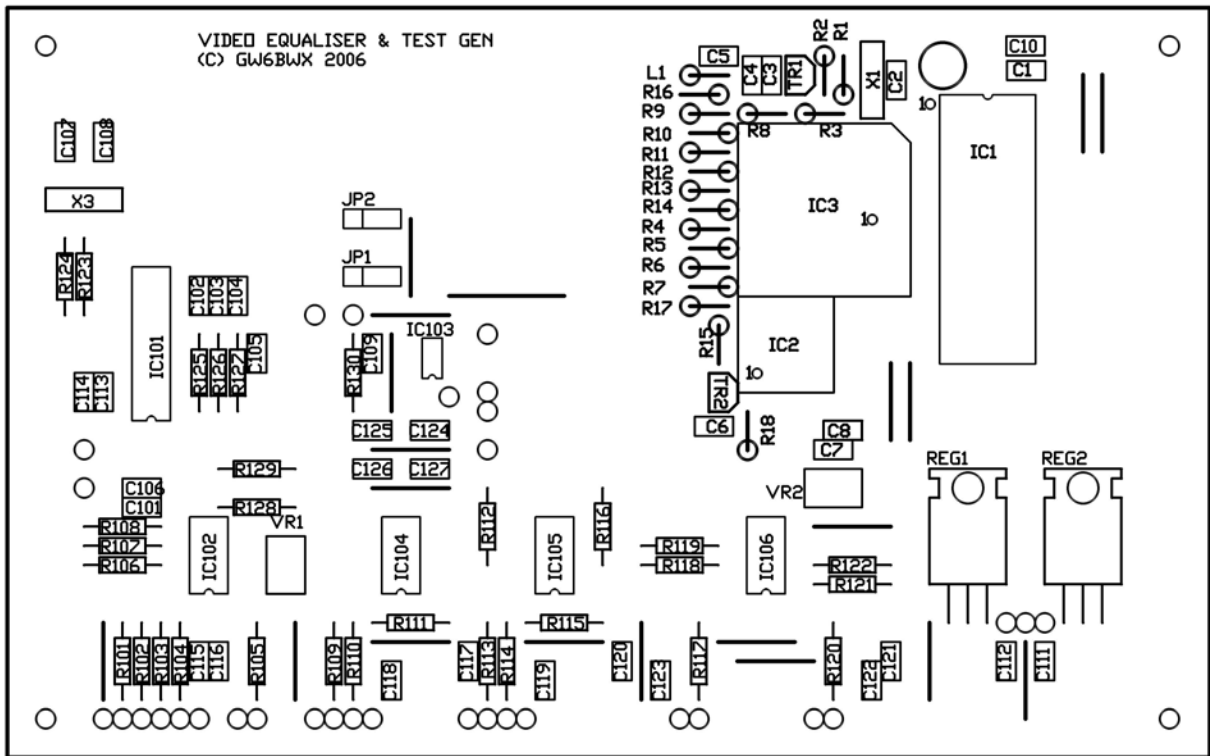 VIDEO EQUALISER & TEST GEN
(C) GW6BWX 2006
R2
R1
C5
C4
C3
TR1
X1
C2
C10
C1
L1
R16
R9
R8
R3
R10
R11
R12
R13
R14
R4
R5
R6
R7
R17
R15
1
IC1
IC3
1
IC2
1
TR2
C6
R18
C8
C7
VR2
REG1
REG2
C107
C108
X3
JP2
JP1
R124
R123
IC101
C102
C103
C104
IC103
R125
R126
R127
C105
R130
C109
C114
C113
C125
C124
C126
C127
R129
R128
VR1
C106
C101
R108
R107
R106
IC102
IC104
R112
IC105
R116
R119
R118
IC106
R122
R121
R111
R115
R101
R102
R103
R104
C115
C116
R105
R109
R110
C118
C117
R113
R114
C119
C120
C123
R117
R120
C122
C121
C112
C111